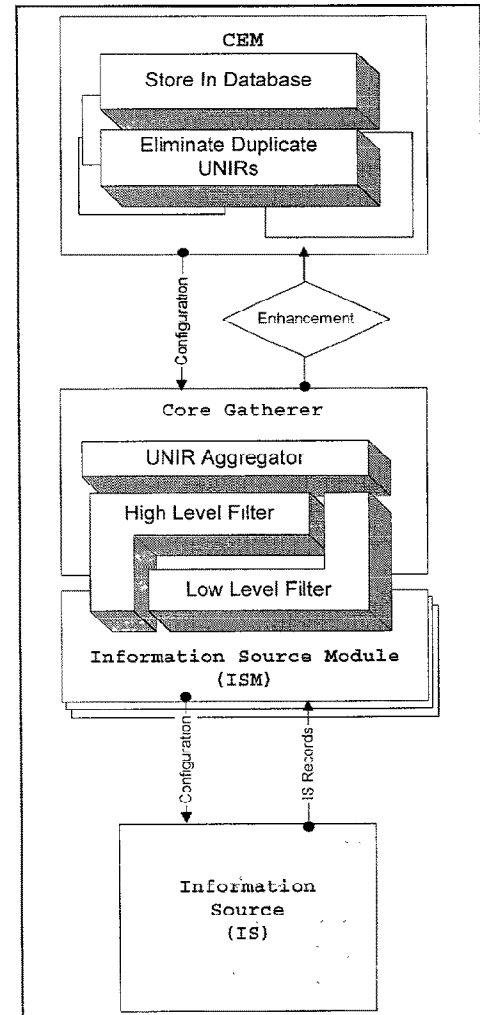 CEM
Store In Database
Eliminate Duplicate
UNIRs
Configuration
Enhancement
Core Gatherer
UNIR Aggregator
High Level Filter
Low Level Filter
Information Source Module
(ISM)
Configuration
IS Records
Information
Source
(IS)